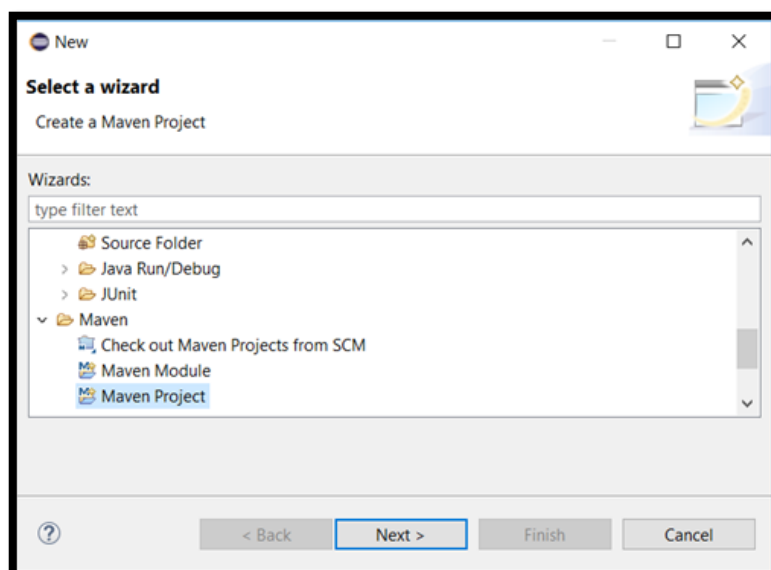 New
Select a wizard
Create a Maven Project
Wizards:
type filter text
Source Folder
Java Run/Debug
JUnit
Maven
Check out Maven Projects from SCM
Maven Module
Maven Project
?
< Back
Next >
Finish
Cancel